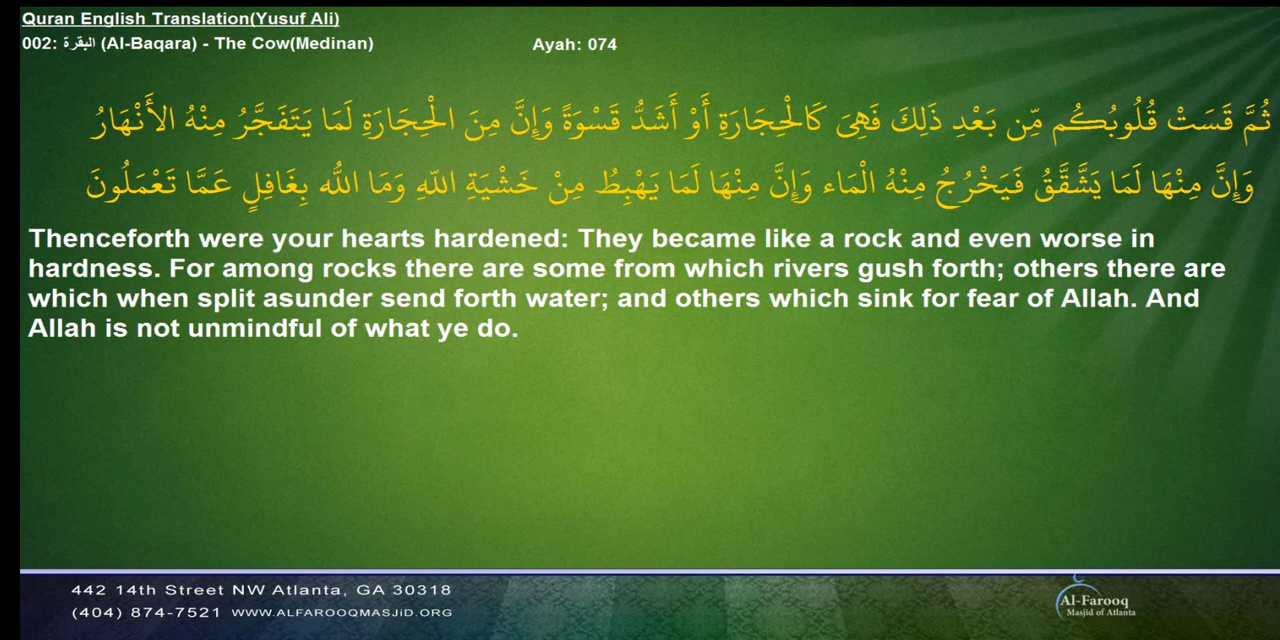 Quran English Translation(Yusuf Ali)
002: البقرة (Al-Baqara) - The Cow(Medinan) Ayah: 074
ثُمَّ قَسَتْ قُلُوبُكُم مِّن بَعْدِ ذَلِكَ فَهِىَ كَالْحِجَارَةِ أَوْ أَشَدُّ قَسْوَةً وَإِنَّ مِنَ الْحِجَارَةِ لَمَا يَتَفَجَّرُ مِنْهُ الأَنْهَارُ
وَإِنَّ مِنْهَا لَمَا يَشَّقَّقُ فَيَخْرُجُ مِنْهُ الْمَاء وَإِنَّ مِنْهَا لَمَا يَهْبِطُ مِنْ خَشْيَةِ اللّهِ وَمَا اللّه بِغَافِلٍ عَمَّا تَعْمَلُونَ
Thenceforth were your hearts hardened: They became like a rock and even worse in
hardness. For among rocks there are some from which rivers gush forth; others there are
which when split asunder send forth water; and others which sink for fear of Allah. And
Allah is not unmindful of what ye do.
442 14th Street NW Atlanta, GA 30318
(404) 874-7521 WWW.ALFAROOQMASJiD.ORG
Al-Farooq
Masjid of Atlanta